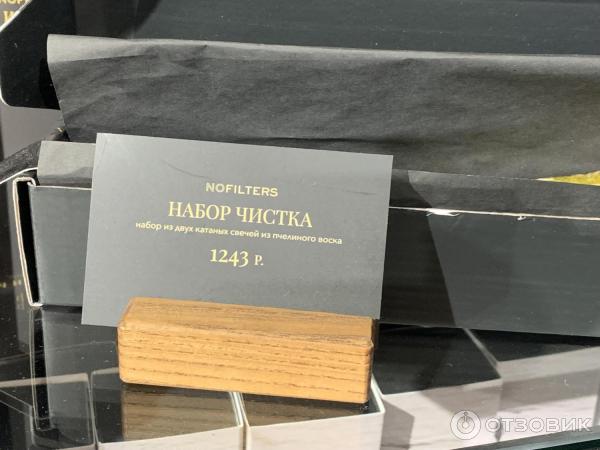 NOFILTERS
НАБОР ЧИСТКА
набор из двух катаных свечей из пчелиного воска
1243 Р.
ОТЗОВИК